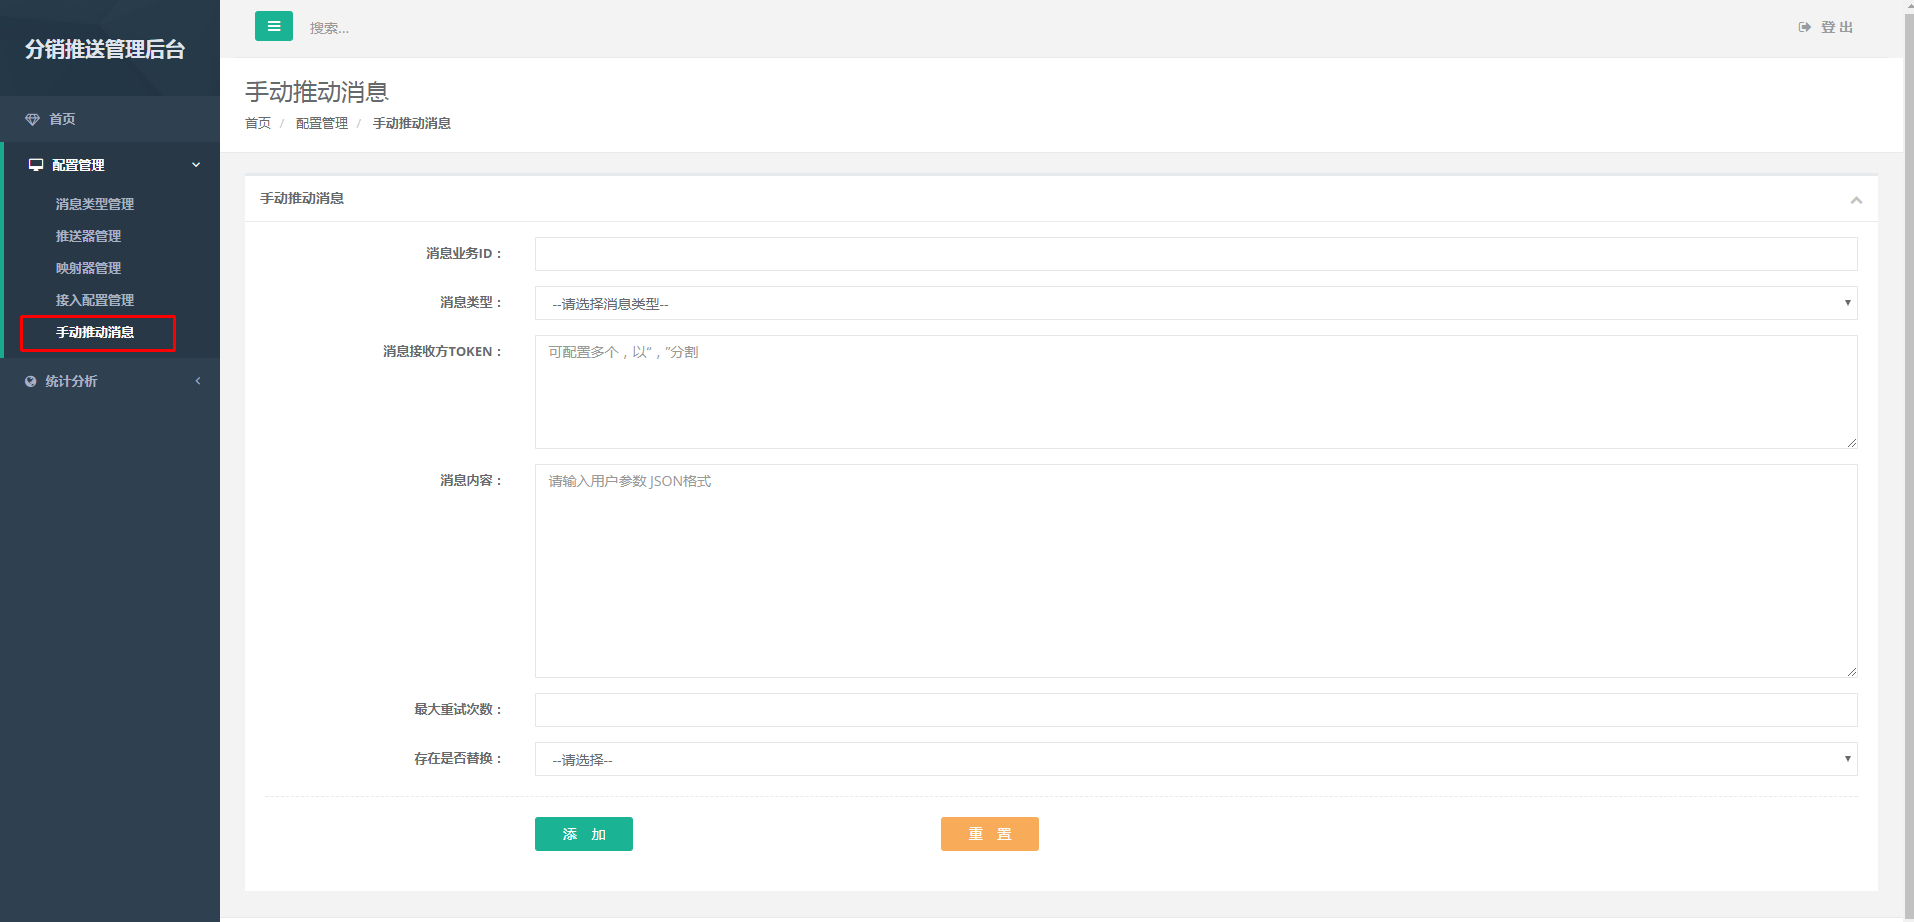 分销推送管理后台
搜索...
登出
首页
配置管理
消息类型管理
推送器管理
映射器管理
接入配置管理
手动推动消息
统计分析
手动推动消息
首页 / 配置管理 / 手动推动消息
手动推动消息
消息业务ID：
消息类型： --请选择消息类型--
消息接收方TOKEN： 可配置多个，以“，”分割
消息内容： 请输入用户参数 JSON格式
最大重试次数：
存在是否替换： --请选择--
添 加
重 置